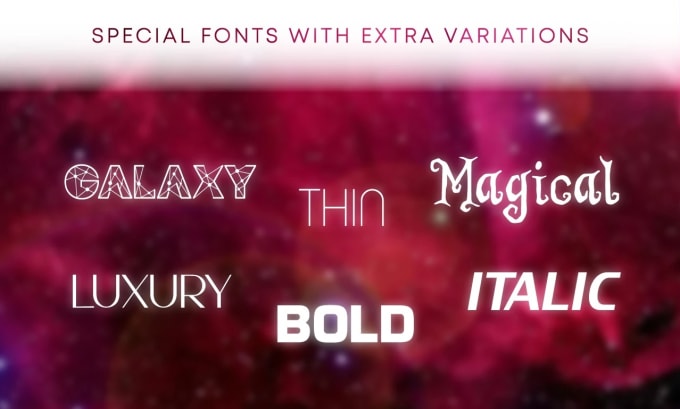 SPECIAL FONTS WITH EXTRA VARIATIONS
GALAXY
THIN
Magical
LUXURY
BOLD
ITALIC